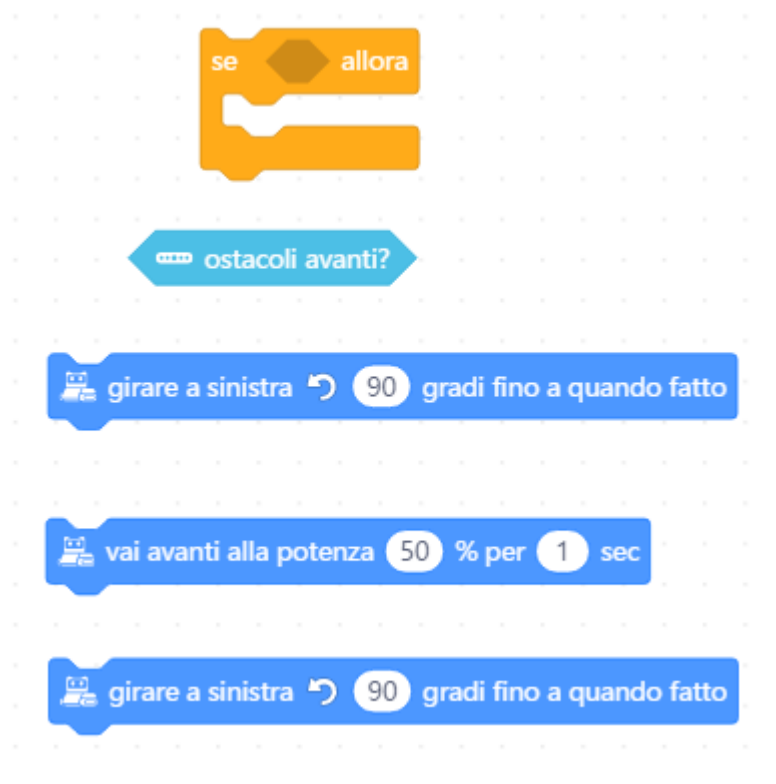 se allora
ostacoli avanti?
girare a sinistra 90 gradi fino a quando fatto
vai avanti alla potenza 50 % per 1 sec
girare a sinistra 90 gradi fino a quando fatto